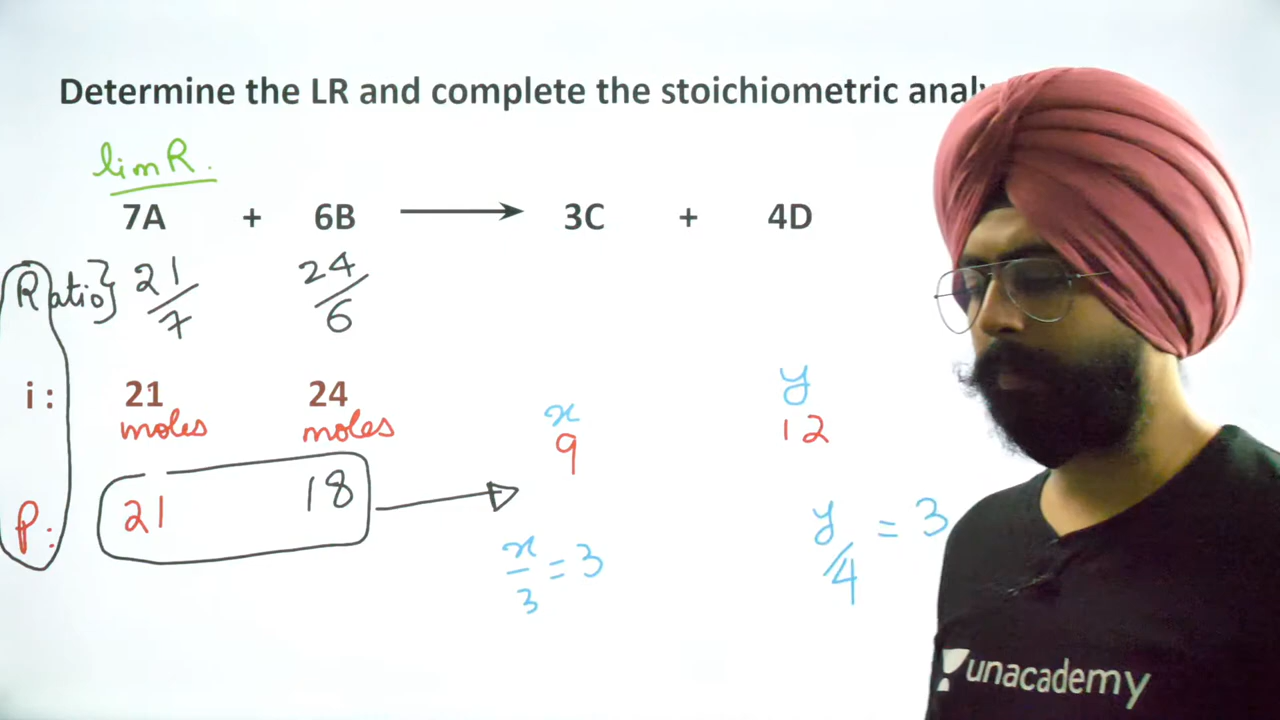 Determine the LR and complete the stoichiometric analy
lim R.
7A + 6B → 3C + 4D
Ratio} 21/7 24/6
i : 21 24
moles moles
x y
9 12
P: 21 18
x/3 = 3 y/4 = 3
unacademy